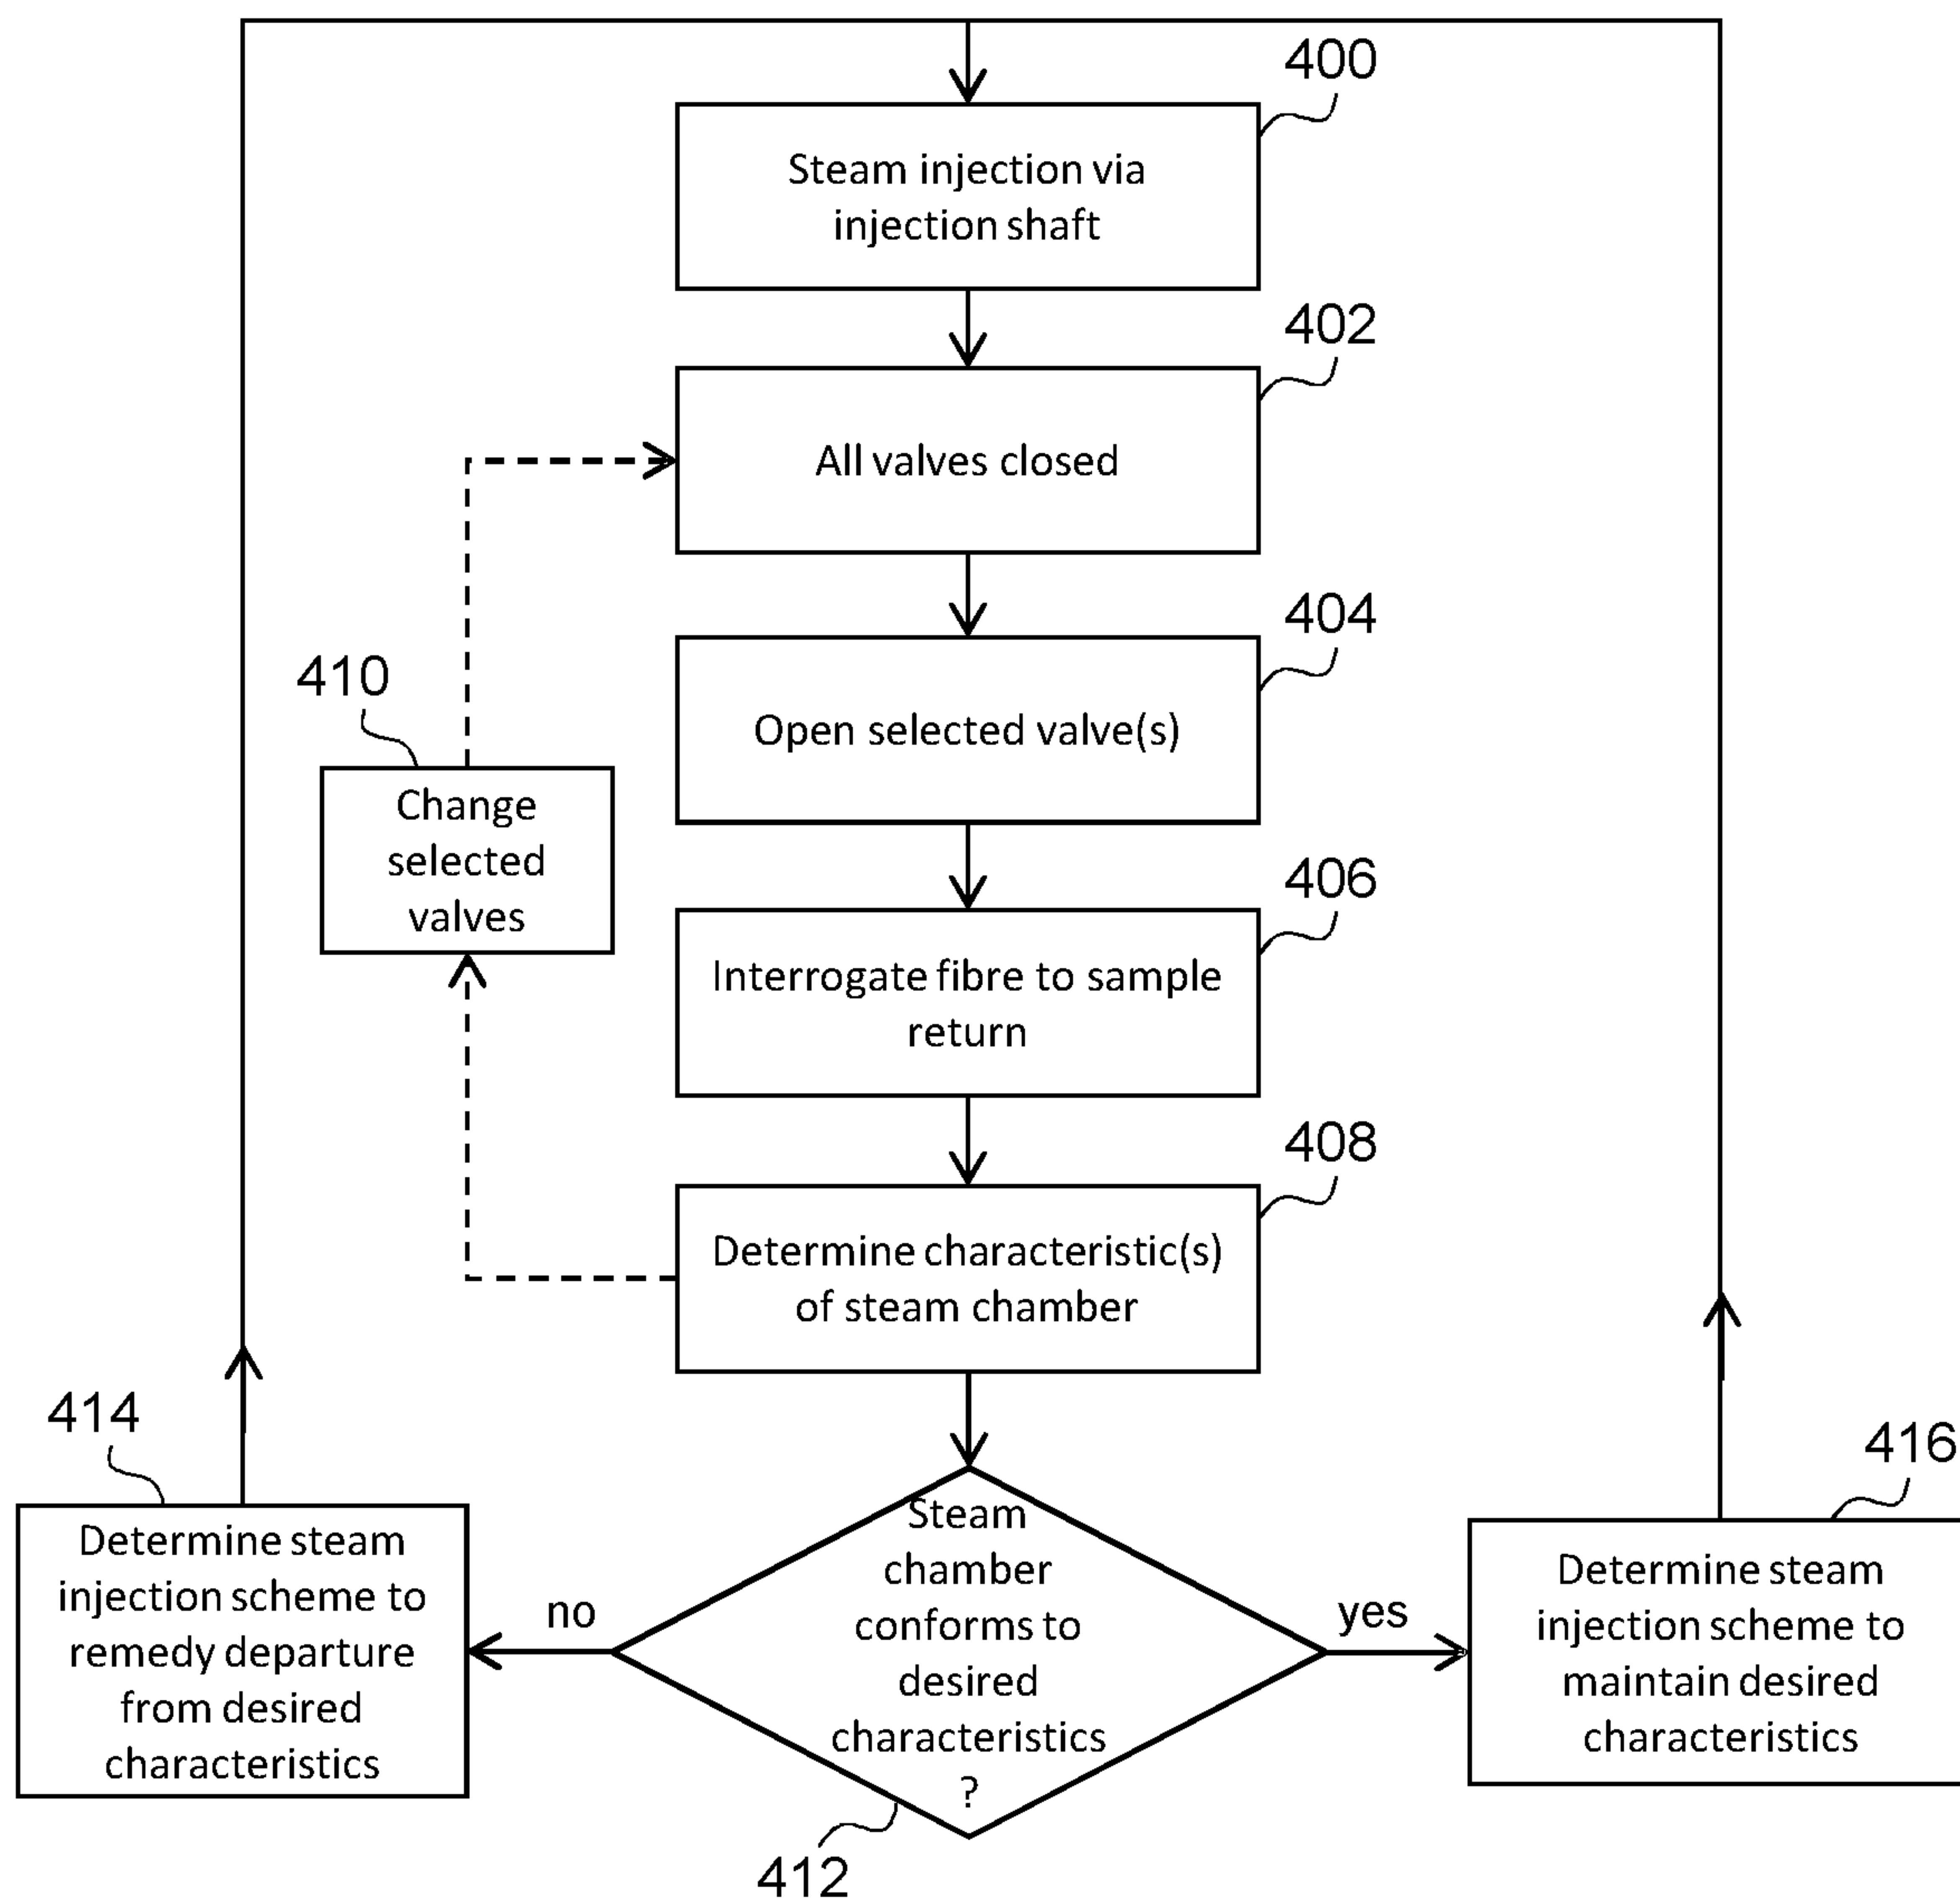 400
Steam injection via
injection shaft
402
All valves closed
404
Open selected valve(s)
410
Change
selected
valves
406
Interrogate fibre to sample
return
408
Determine characteristic(s)
of steam chamber
414
Determine steam
injection scheme to
remedy departure
from desired
characteristics
no
Steam
chamber
conforms to
desired
characteristics
?
412
yes
416
Determine steam
injection scheme to
maintain desired
characteristics